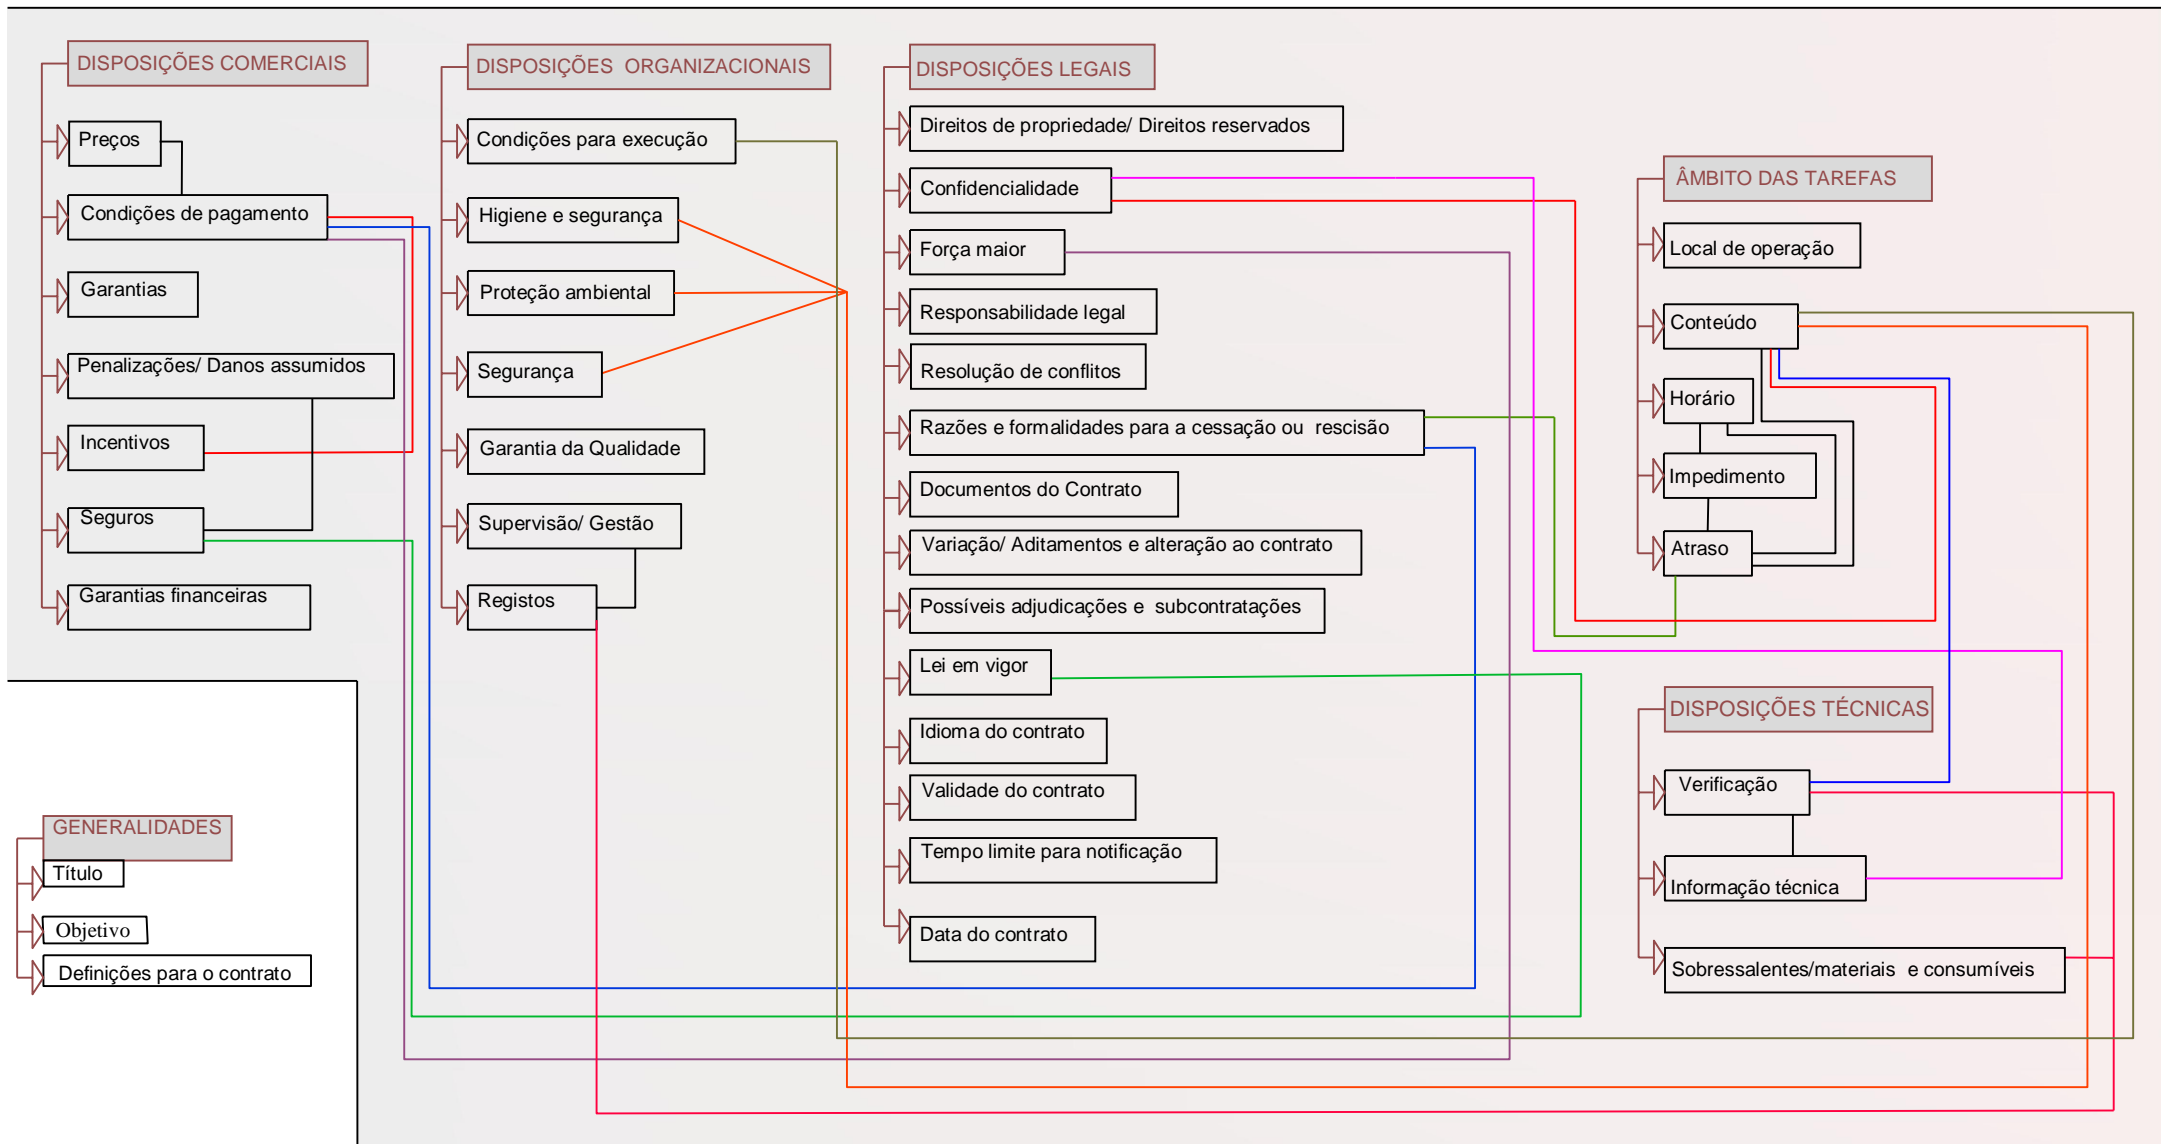 DISPOSIÇÕES COMERCIAIS
Preços
Condições de pagamento
Garantias
Penalizações/ Danos assumidos
Incentivos
Seguros
Garantias financeiras
DISPOSIÇÕES ORGANIZACIONAIS
Condições para execução
Higiene e segurança
Proteção ambiental
Segurança
Garantia da Qualidade
Supervisão/ Gestão
Registos
DISPOSIÇÕES LEGAIS
Direitos de propriedade/ Direitos reservados
Confidencialidade
Força maior
Responsabilidade legal
Resolução de conflitos
Razões e formalidades para a cessação ou rescisão
Documentos do Contrato
Variação/ Aditamentos e alteração ao contrato
Possíveis adjudicações e subcontratações
Lei em vigor
Idioma do contrato
Validade do contrato
Tempo limite para notificação
Data do contrato
ÂMBITO DAS TAREFAS
Local de operação
Conteúdo
Horário
Impedimento
Atraso
DISPOSIÇÕES TÉCNICAS
Verificação
Informação técnica
Sobressalentes/materiais e consumíveis
GENERALIDADES
Título
Objetivo
Definições para o contrato